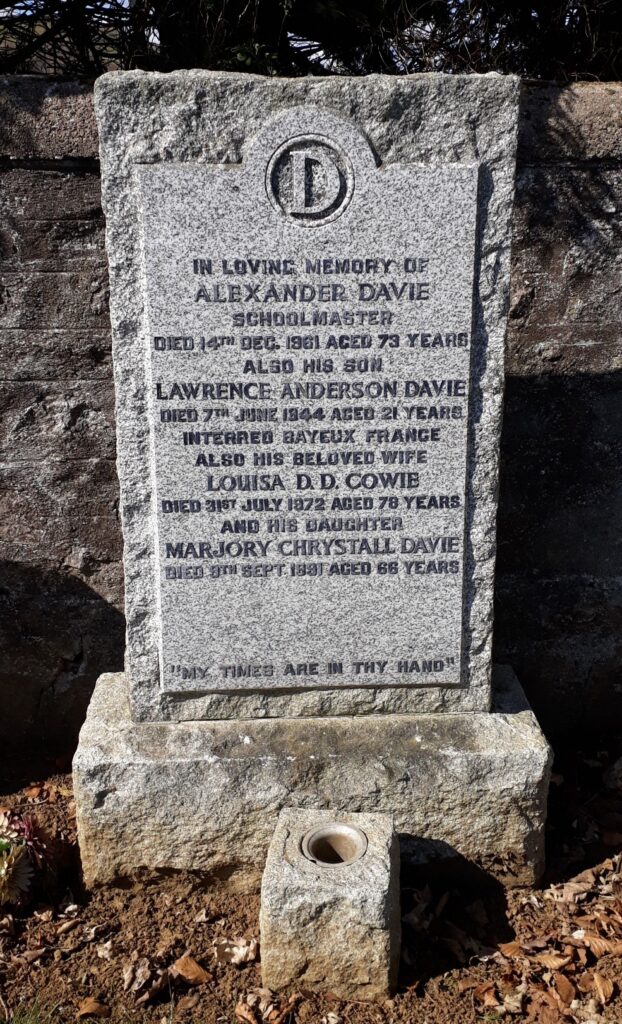 D
IN LOVING MEMORY OF
ALEXANDER DAVIE
SCHOOLMASTER
DIED 14TH DEC. 1961 AGED 73 YEARS
ALSO HIS SON
LAWRENCE ANDERSON DAVIE
DIED 7TH JUNE 1944 AGED 21 YEARS
INTERRED BAYEUX FRANCE
ALSO HIS BELOVED WIFE
LOUISA D. D. COWIE
DIED 31ST JULY 1972 AGED 78 YEARS
AND HIS DAUGHTER
MARJORY CHRYSTALL DAVIE
DIED 9TH SEPT. 1991 AGED 66 YEARS
"MY TIMES ARE IN THY HAND"